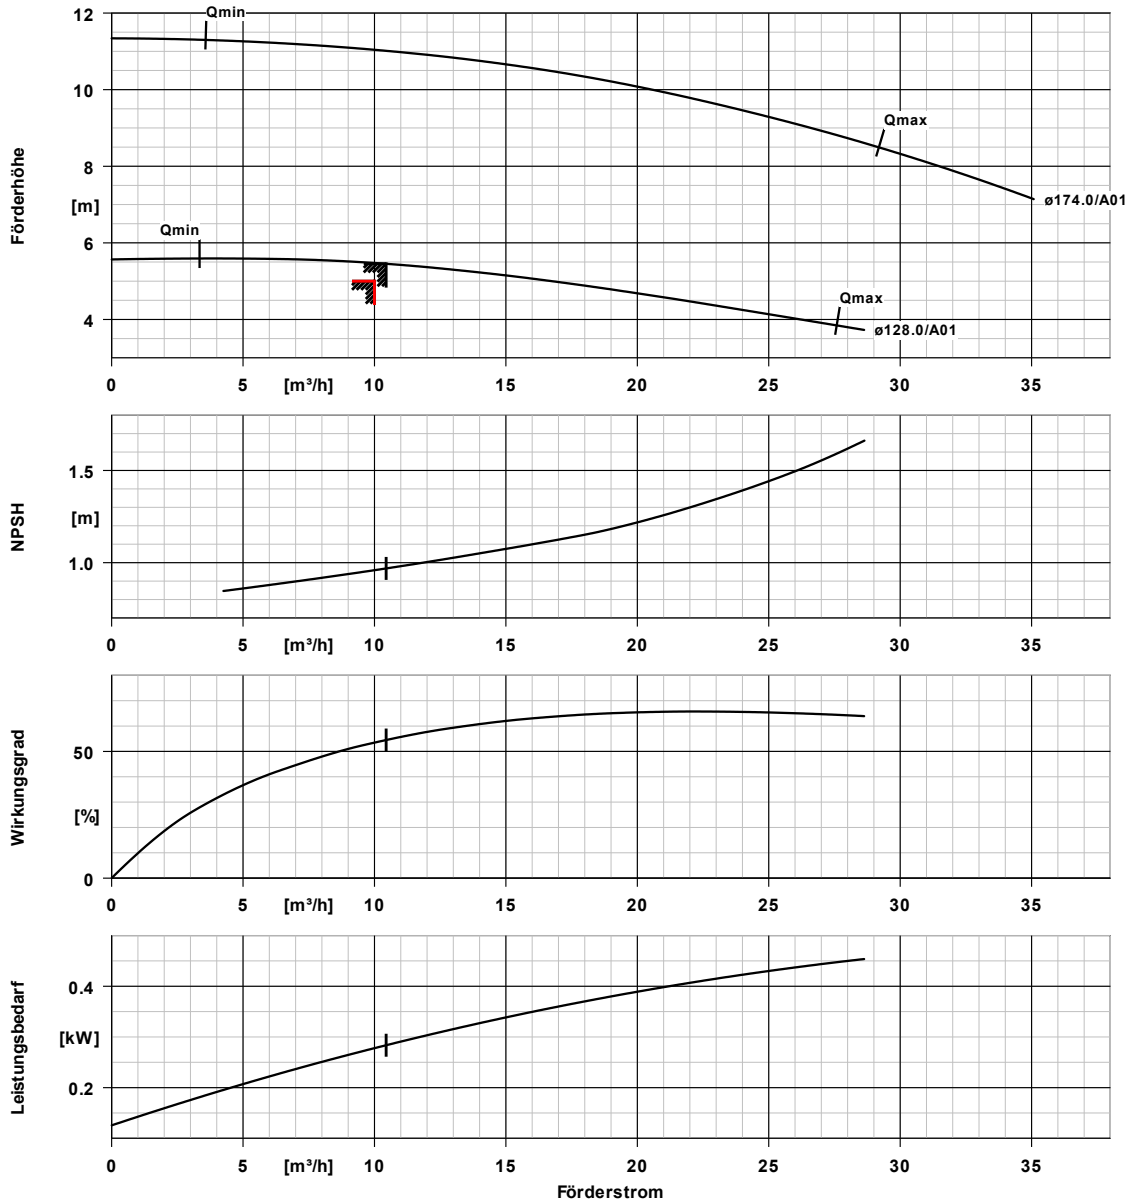 12
Qmin
10
Qmax
Förderhöhe
8
[m]
ø174.0/A01
Qmin
6
Qmax
4
ø128.0/A01
0 5 [m³/h] 10 15 20 25 30 35
1.5
NPSH
[m]
1.0
0 5 [m³/h] 10 15 20 25 30 35
50
Wirkungsgrad
[%]
0
0 5 [m³/h] 10 15 20 25 30 35
0.4
Leistungsbedarf
[kW]
0.2
0 5 [m³/h] 10 15 20 25 30 35
Förderstrom